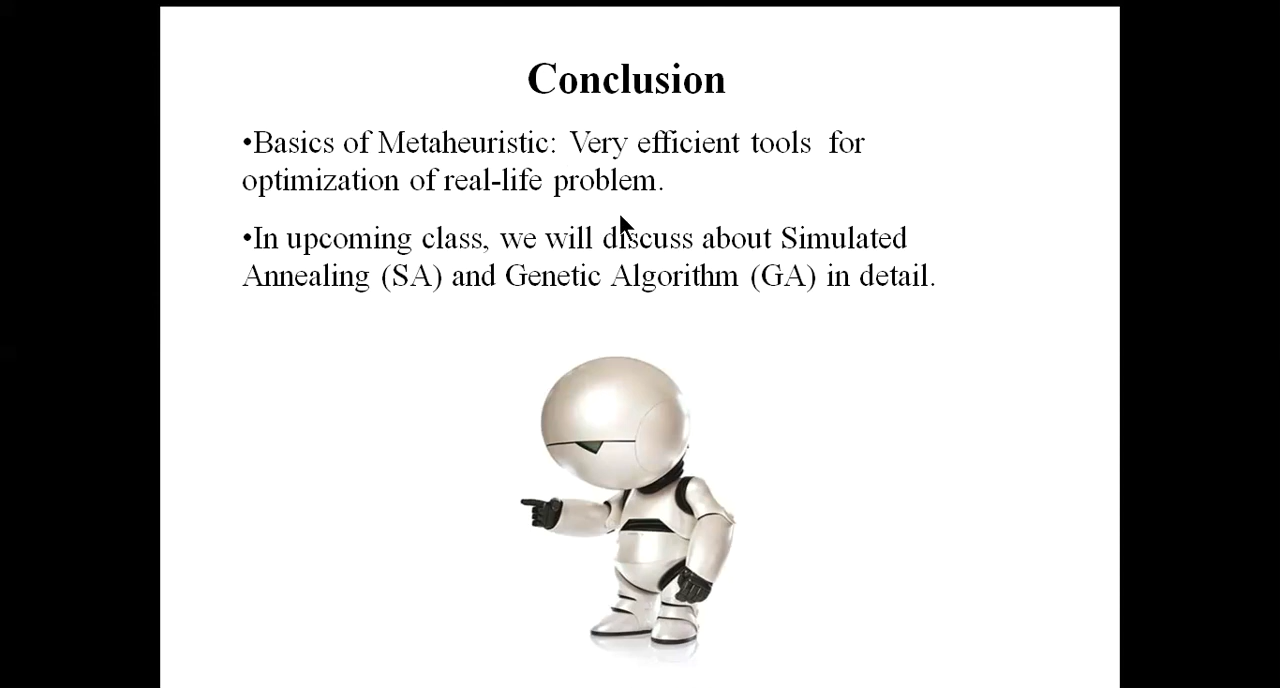 Conclusion
•Basics of Metaheuristic: Very efficient tools for
optimization of real-life problem.
•In upcoming class, we will discuss about Simulated
Annealing (SA) and Genetic Algorithm (GA) in detail.